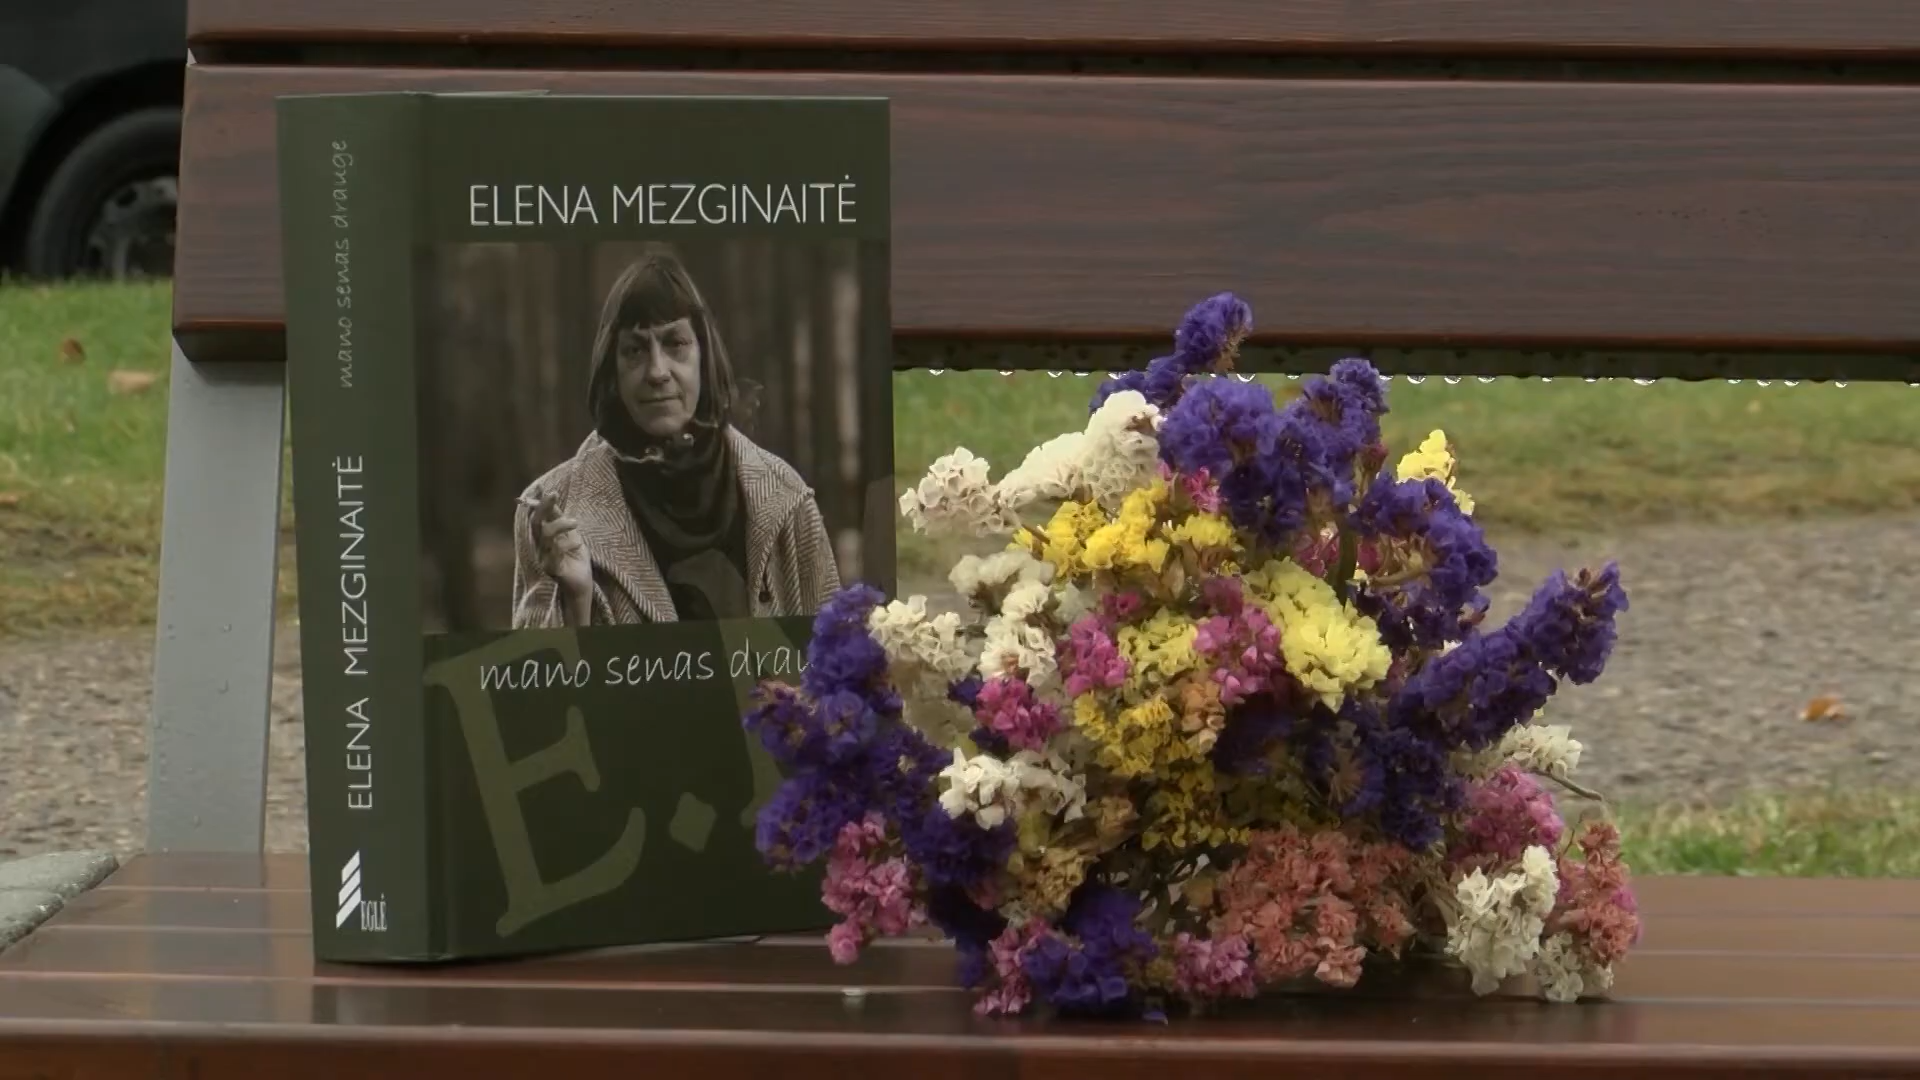 mano senas drauge
ELENA MEZGINAITĖ
EGLĖ
ELENA MEZGINAITĖ
mano senas drau
E.